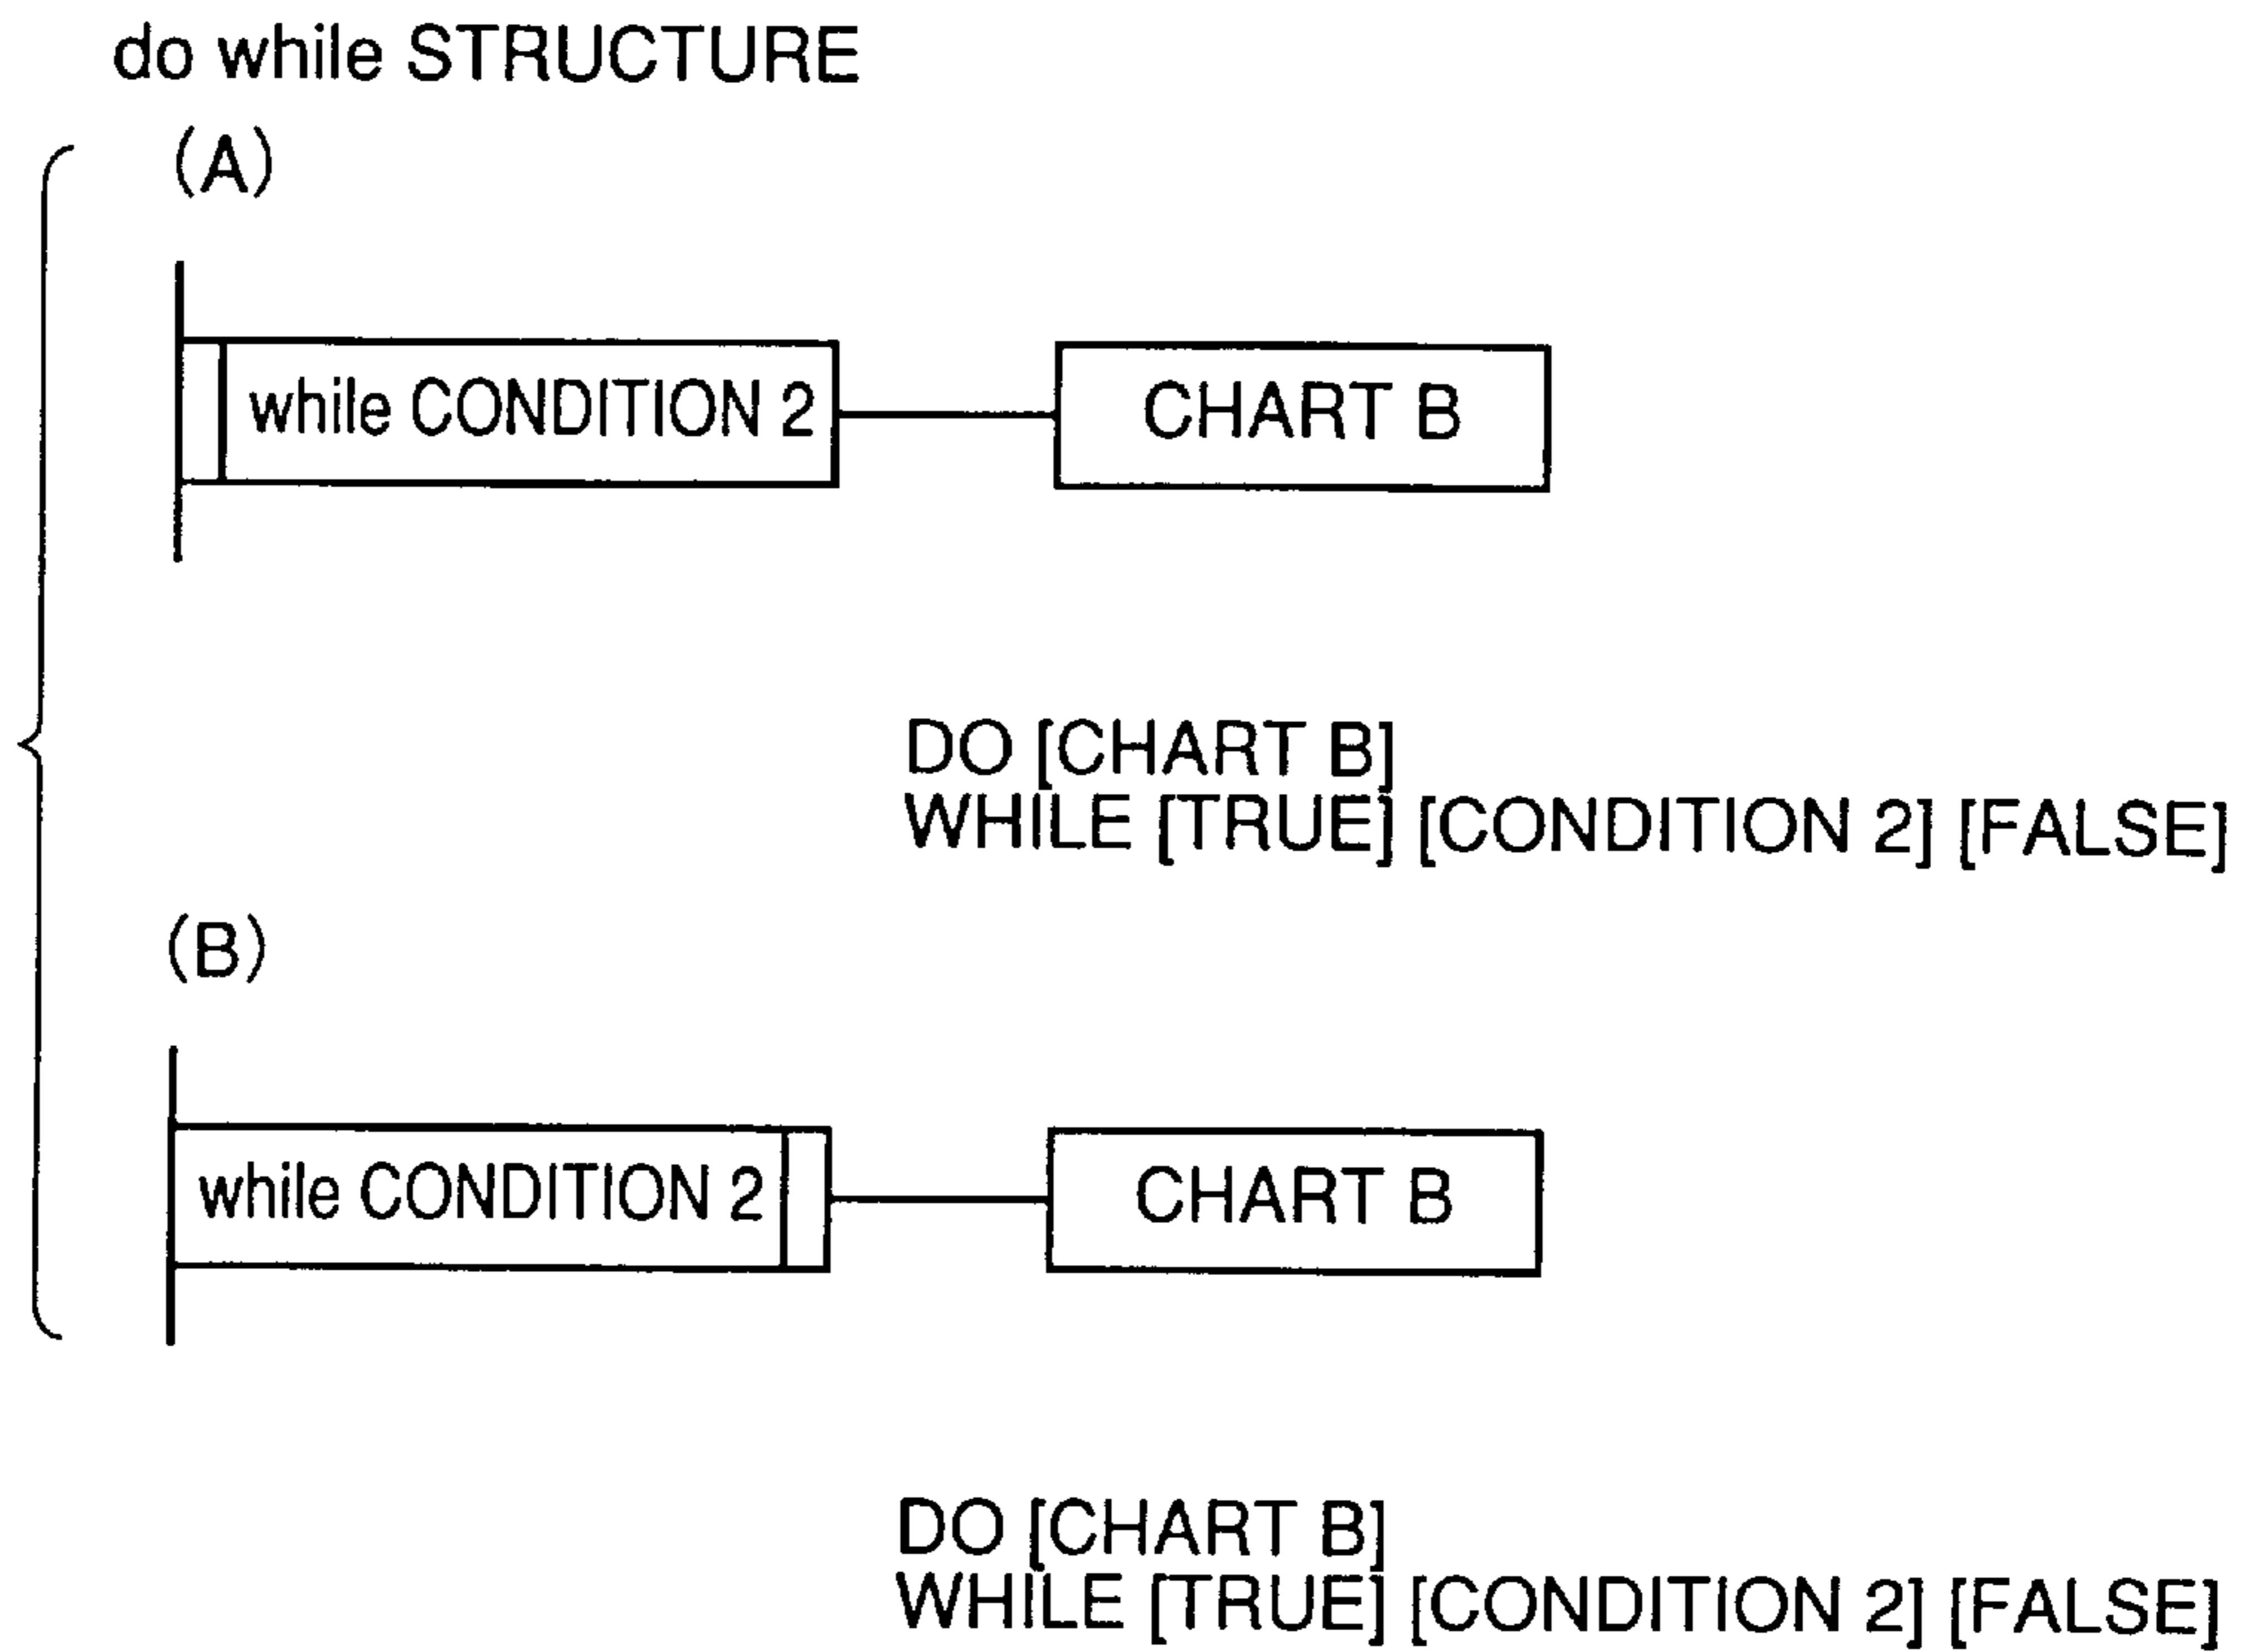 do while STRUCTURE
(A)
while CONDITION 2
CHART B
DO [CHART B]
WHILE [TRUE] [CONDITION 2] [FALSE]
(B)
while CONDITION 2
CHART B
DO [CHART B]
WHILE [TRUE] [CONDITION 2] [FALSE]